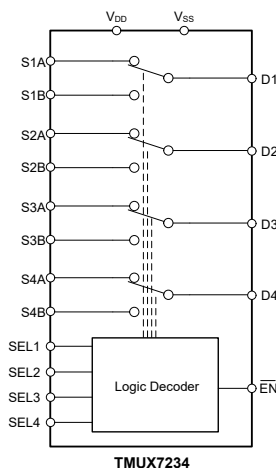 VDD VSS
S1A
D1
S1B
S2A
D2
S2B
S3A
D3
S3B
S4A
D4
S4B
SEL1
SEL2
Logic Decoder
EN
SEL3
SEL4
TMUX7234